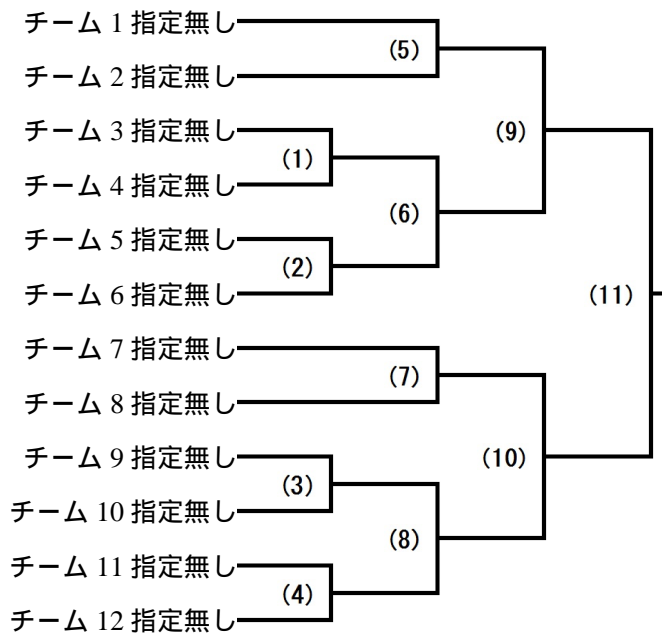 チーム 1 指定無し
(5)
チーム 2 指定無し
チーム 3 指定無し
(9)
(1)
チーム 4 指定無し
(6)
チーム 5 指定無し
(2)
チーム 6 指定無し
(11)
チーム 7 指定無し
(7)
チーム 8 指定無し
チーム 9 指定無し
(10)
(3)
チーム 10 指定無し
(8)
チーム 11 指定無し
(4)
チーム 12 指定無し